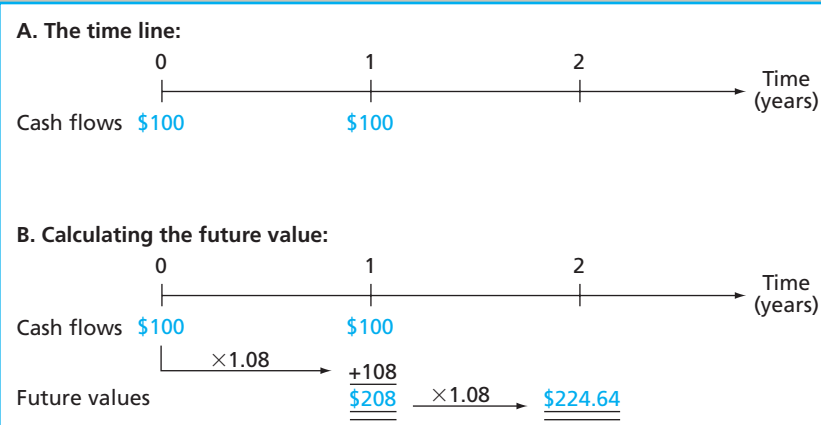 A. The time line:
0 1 2
Time
(years)
Cash flows $100 $100
B. Calculating the future value:
0 1 2
Time
(years)
Cash flows $100 $100
×1.08
+108
Future values $208 ×1.08 $224.64